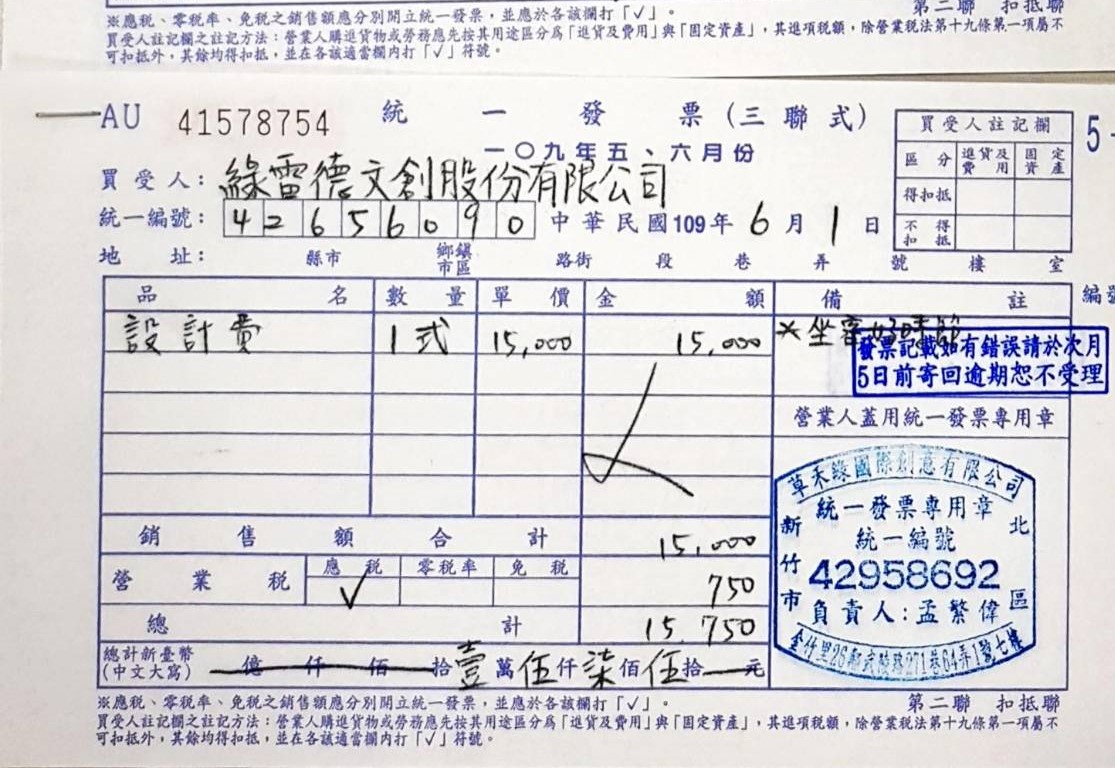 第二聯 扣抵聯
※應稅、零稅率、免稅之銷售額應分別開立統一發票，並應於各該欄打「✓」。
買受人註記欄之註記方法：營業人購進貨物或勞務應先按其用途區分為「進貨及費用」與「固定資產」，其進項稅額，除營業稅法第十九條第一項屬不
可扣抵外，其餘均得扣抵，並在各該適當欄內打「✓」符號。
AU 41578754 統一發票(三聯式)
一〇九年五、六月份
買受人註記欄
區分 進貨及費用 固定資產
得扣抵
不得扣抵
買受人：綠雷德文創股份有限公司
統一編號：42656090 中華民國109年6月1日
地址： 縣市 鄉鎮市區 路街 段 巷 弄 號 樓 室
品名 數量 單價 金額 備註
設計費 1式 15,000 15,000
發票記載如有錯誤請於次月
5日前寄回逾期恕不受理
營業人蓋用統一發票專用章
銷售額合計 15,000
營業稅 應稅 零稅率 免稅 750
✓
總計 15,750
總計新臺幣
(中文大寫) 億仟佰拾壹萬伍仟柒佰伍拾元
草禾緣國際創意有限公司
統一發票專用章
統一編號
42958692
負責人：孟繁偉
新竹市
北區
金竹里26鄰武陵路271巷64弄1號七樓
※應稅、零稅率、免稅之銷售額應分別開立統一發票，並應於各該欄打「✓」。
第二聯 扣抵聯
買受人註記欄之註記方法：營業人購進貨物或勞務應先按其用途區分為「進貨及費用」與「固定資產」，其進項稅額，除營業稅法第十九條第一項屬不
可扣抵外，其餘均得扣抵，並在各該適當欄內打「✓」符號。